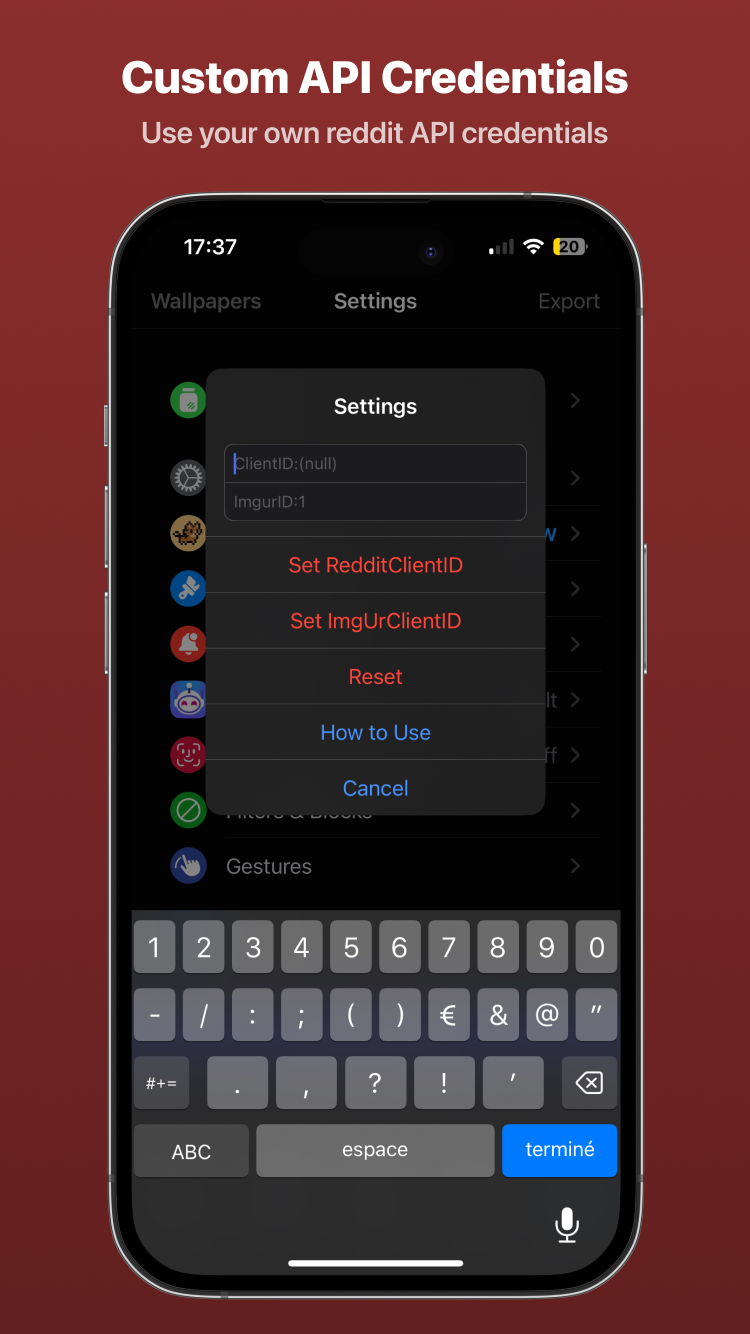 Custom API Credentials
Use your own reddit API credentials
17:37
20
Wallpapers Settings Export
Settings
ClientID:(null)
ImgurID:1
w
Set RedditClientID
Set ImgUrClientID
Reset
lt
How to Use
ff
Cancel
Filters & Blocks
Gestures
1 2 3 4 5 6 7 8 9 0
- / : ; ( ) € & @ "
#+= . , ? ! '
ABC espace terminé